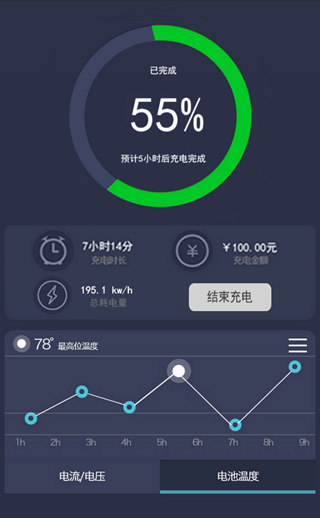 已完成
55%
预计5小时后充电完成
7小时14分
充电时长
￥100.00元
充电金额
195.1 kw/h
总耗电量
结束充电
78° 最高位温度
1h 2h 3h 4h 5h 6h 7h 8h 9h
电流/电压
电池温度